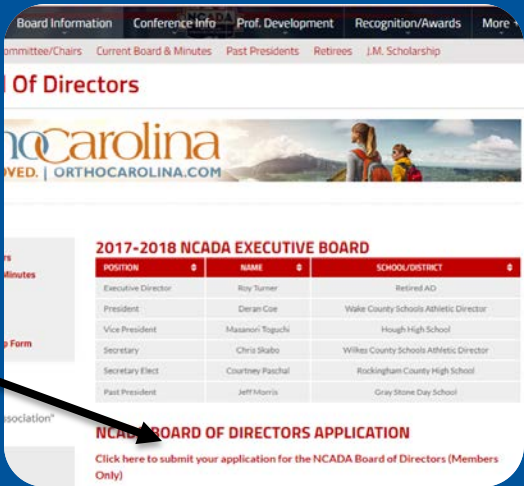 Board Information Conference Info Prof. Development Recognition/Awards More +
ommittee/Chairs Current Board & Minutes Past Presidents Retirees J.M. Scholarship
Of Directors
hocarolina
VED. | ORTHOCAROLINA.COM
rs
Minutes
p Form
ssociation"
2017-2018 NCADA EXECUTIVE BOARD
POSITION NAME SCHOOL/DISTRICT
Executive Director Roy Turner Retired AD
President Deran Coe Wake County Schools Athletic Director
Vice President Masanori Toguchi Hough High School
Secretary Chris Skabo Wilkes County Schools Athletic Director
Secretary Elect Courtney Paschal Rockingham County High School
Past President Jeff Morris Gray Stone Day School
NCADA BOARD OF DIRECTORS APPLICATION
Click here to submit your application for the NCADA Board of Directors (Members
Only)